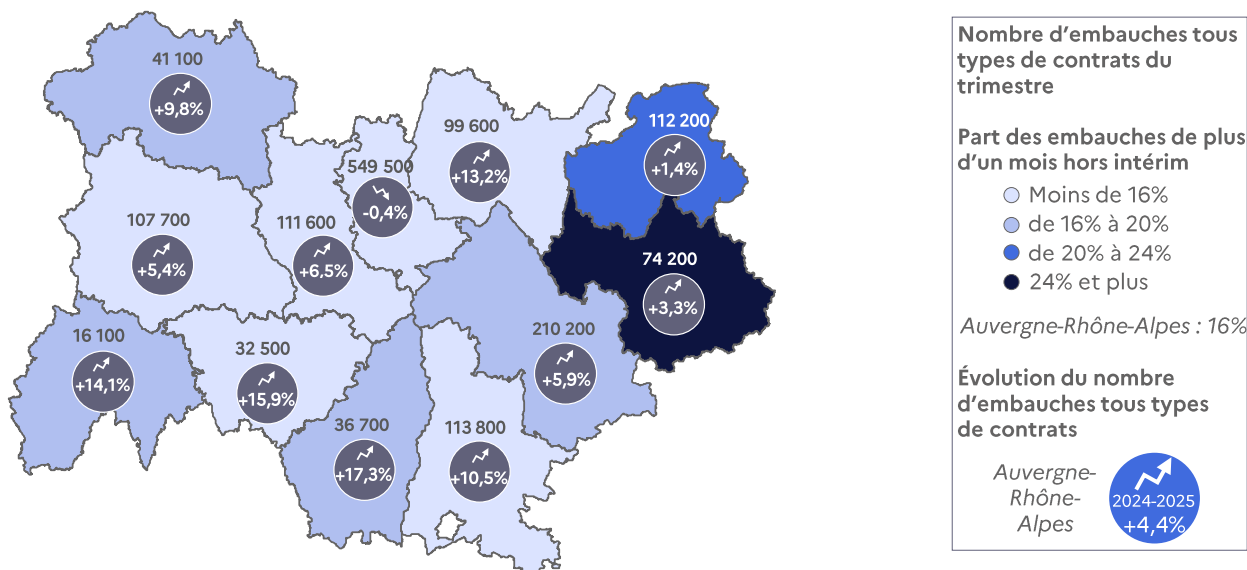 41 100
+9,8%
99 600
+13,2%
112 200
+1,4%
549 500
-0,4%
107 700
+5,4%
111 600
+6,5%
74 200
+3,3%
16 100
+14,1%
32 500
+15,9%
210 200
+5,9%
36 700
+17,3%
113 800
+10,5%
Nombre d'embauches tous
types de contrats du
trimestre
Part des embauches de plus
d'un mois hors intérim
Moins de 16%
de 16% à 20%
de 20% à 24%
24% et plus
Auvergne-Rhône-Alpes : 16%
Évolution du nombre
d'embauches tous types
de contrats
Auvergne-
Rhône-
Alpes
2024-2025
+4,4%